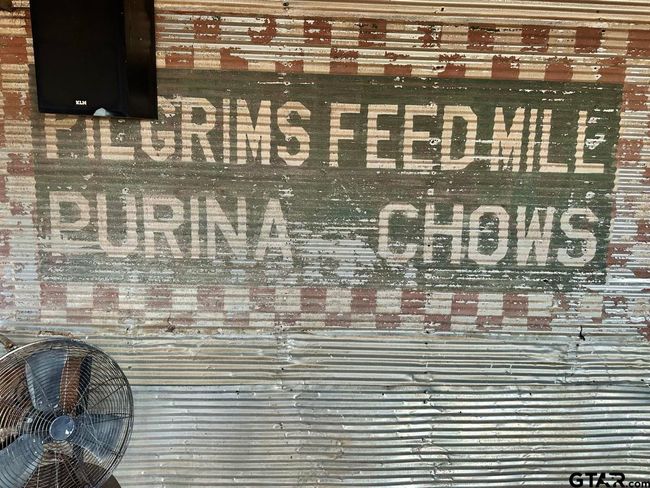 KLH
PILGRIMS FEED MILL
PURINA CHOWS
GTAR.com